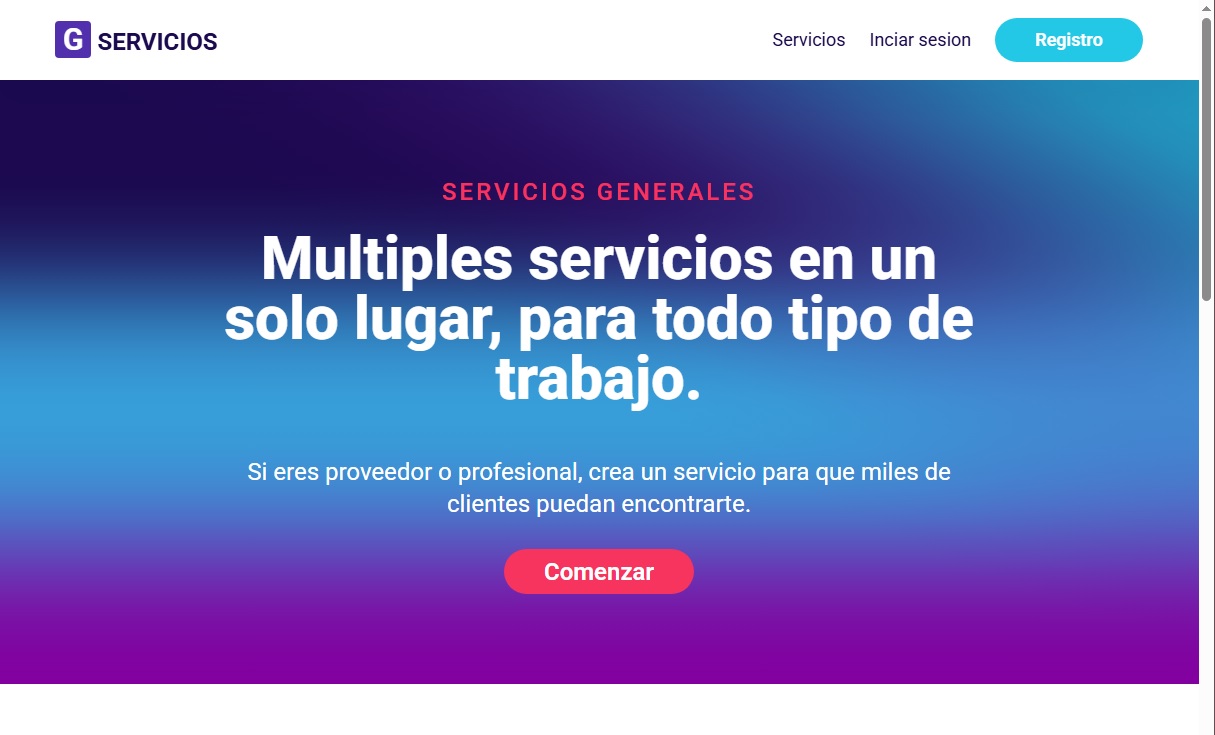 G SERVICIOS
Servicios
Inciar sesion
Registro
SERVICIOS GENERALES
Multiples servicios en un
solo lugar, para todo tipo de
trabajo.
Si eres proveedor o profesional, crea un servicio para que miles de
clientes puedan encontrarte.
Comenzar